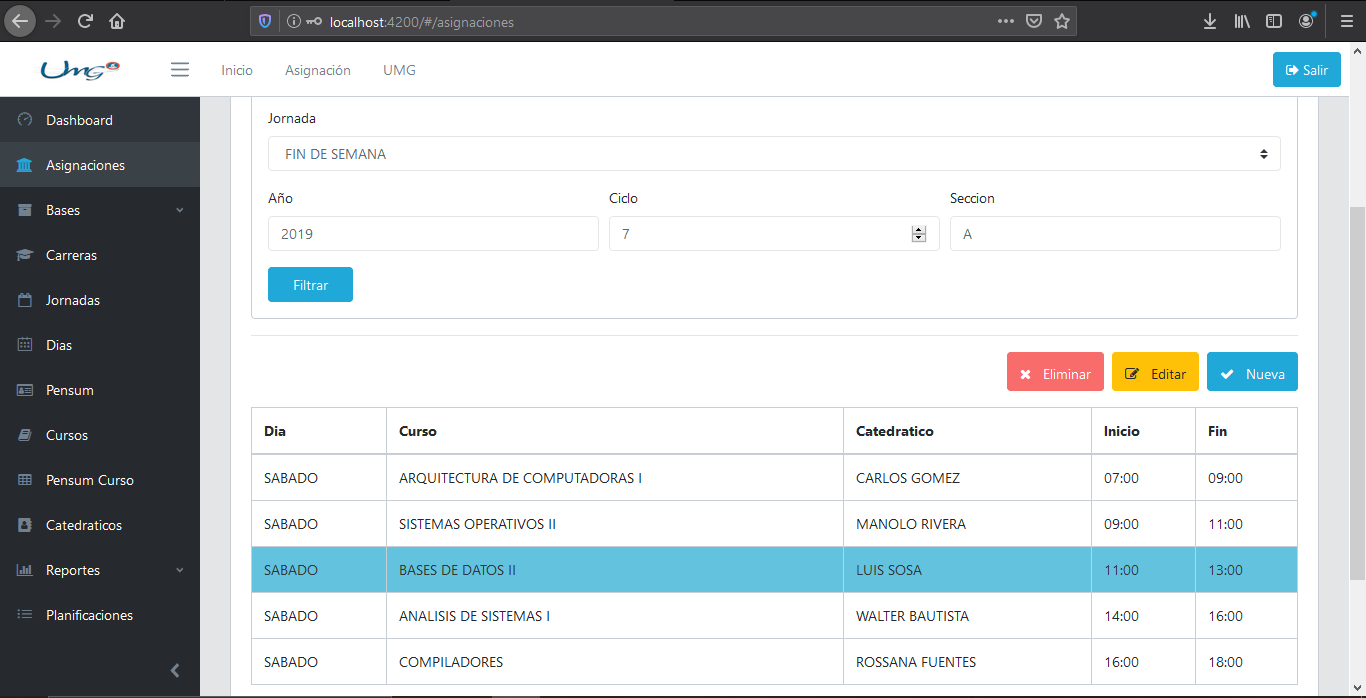 localhost:4200/#/asignaciones
Umg
Inicio Asignación UMG
Salir
Dashboard
Asignaciones
Bases
Carreras
Jornadas
Dias
Pensum
Cursos
Pensum Curso
Catedraticos
Reportes
Planificaciones
Jornada
FIN DE SEMANA
Año Ciclo Seccion
2019 7 A
Filtrar
Eliminar Editar Nueva
Dia Curso Catedratico Inicio Fin
SABADO ARQUITECTURA DE COMPUTADORAS I CARLOS GOMEZ 07:00 09:00
SABADO SISTEMAS OPERATIVOS II MANOLO RIVERA 09:00 11:00
SABADO BASES DE DATOS II LUIS SOSA 11:00 13:00
SABADO ANALISIS DE SISTEMAS I WALTER BAUTISTA 14:00 16:00
SABADO COMPILADORES ROSSANA FUENTES 16:00 18:00